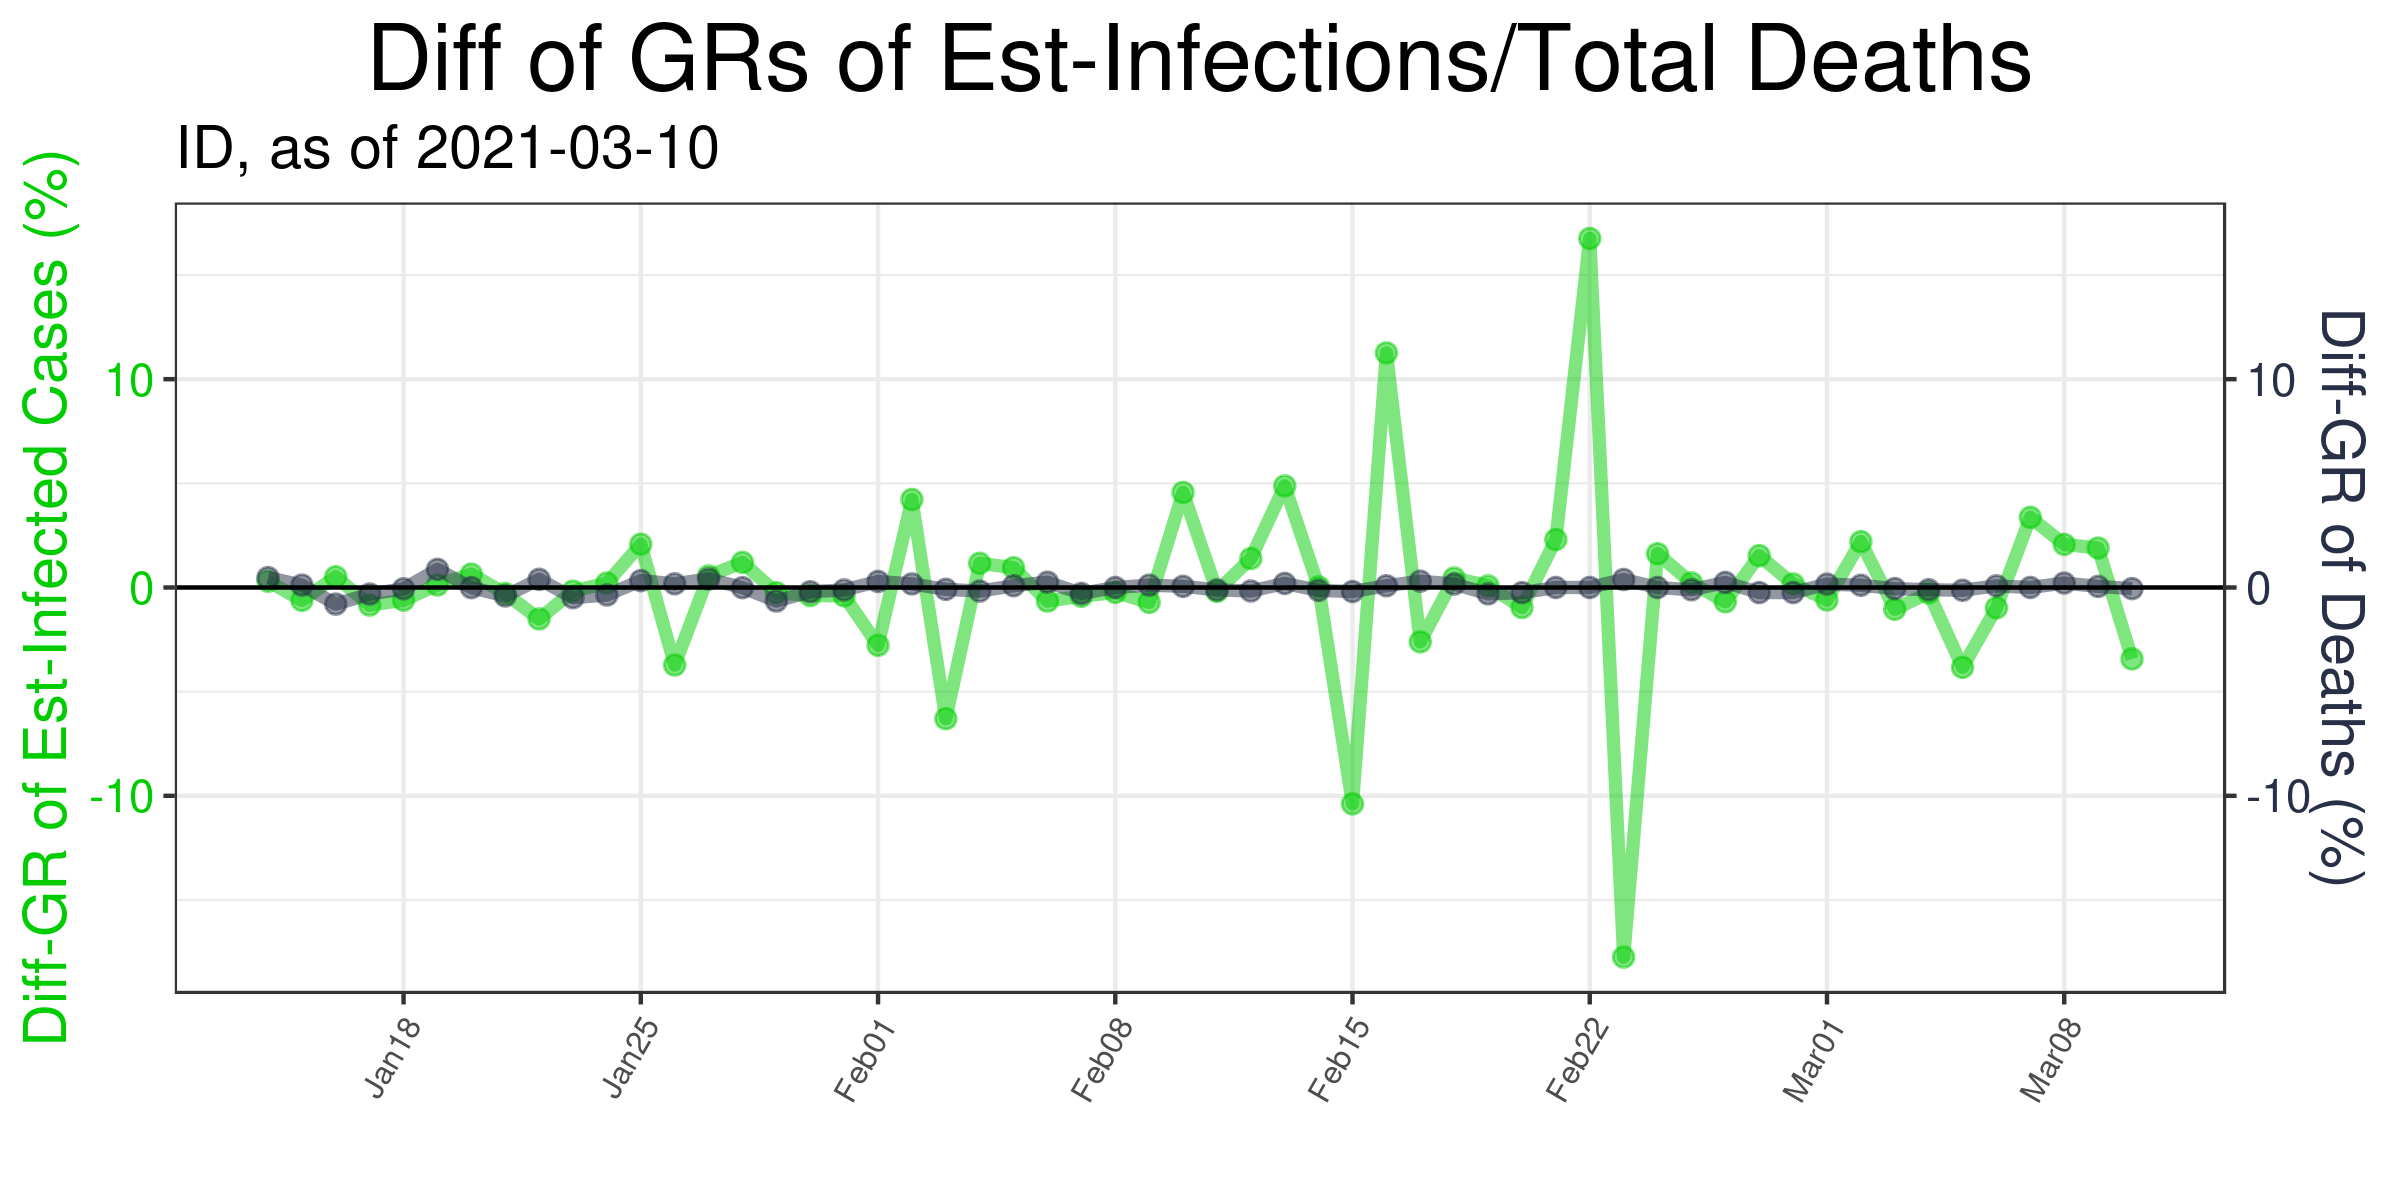 Diff of GRs of Est-Infections/Total Deaths
ID, as of 2021-03-10
Diff-GR of Est-Infected Cases (%)
10
0
-10
10
0
-10
Diff-GR of Deaths (%)
Jan18
Jan25
Feb01
Feb08
Feb15
Feb22
Mar01
Mar08